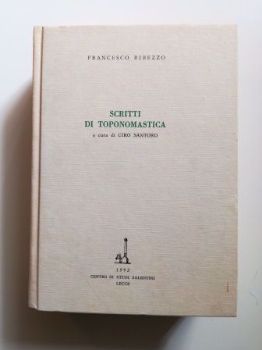 FRANCESCO RIBEZZO
SCRITTI
DI TOPONOMASTICA
a cura di CIRO SANTORO
1992
CENTRO DI STUDI SALENTINI
LECCE